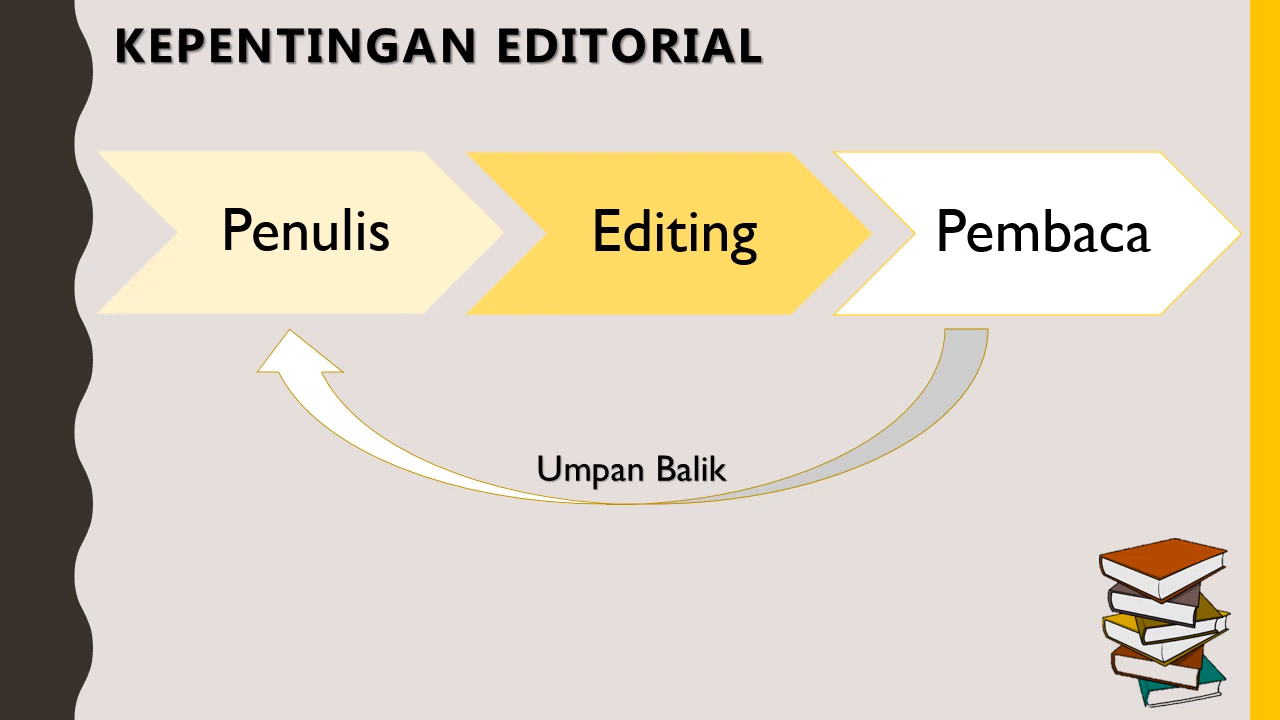 KEPENTINGAN EDITORIAL
Penulis
Editing
Pembaca
Umpan Balik